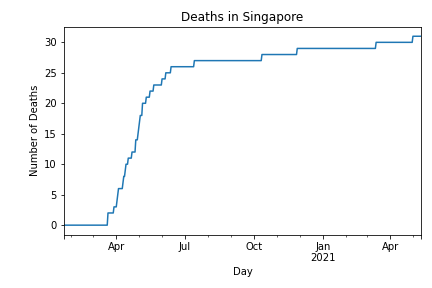 Deaths in Singapore
Number of Deaths
30
25
20
15
10
5
0
Apr
Jul
Oct
Jan
2021
Apr
Day